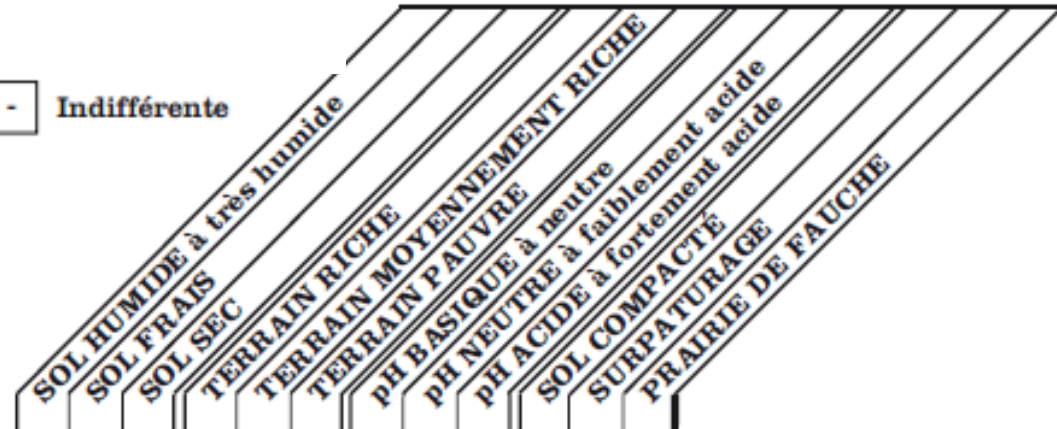 - Indifférente
SOL HUMIDE à très humide
SOL FRAIS
SOL SEC
TERRAIN RICHE
TERRAIN MOYENNEMENT RICHE
TERRAIN PAUVRE
pH BASIQUE à neutre
pH NEUTRE à faiblement acide
pH ACIDE à fortement acide
SOL COMPACTÉ
SURPATURAGE
PRAIRIE DE FAUCHE